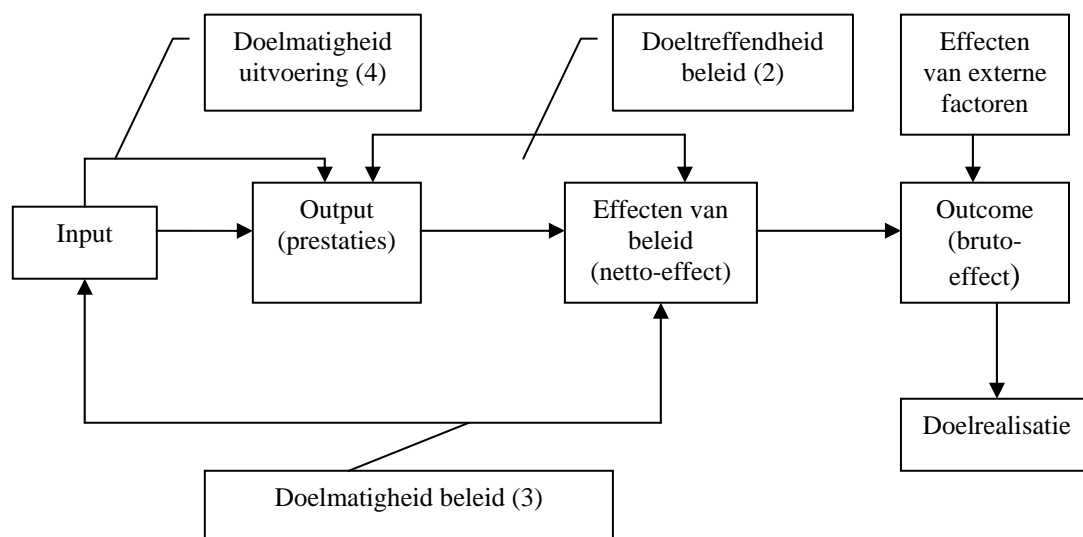 Doelmatigheid
uitvoering (4)
Doeltreffendheid
beleid (2)
Effecten
van externe
factoren
Input
Output
(prestaties)
Effecten van
beleid
(netto-effect)
Outcome
(bruto-
effect)
Doelrealisatie
Doelmatigheid beleid (3)